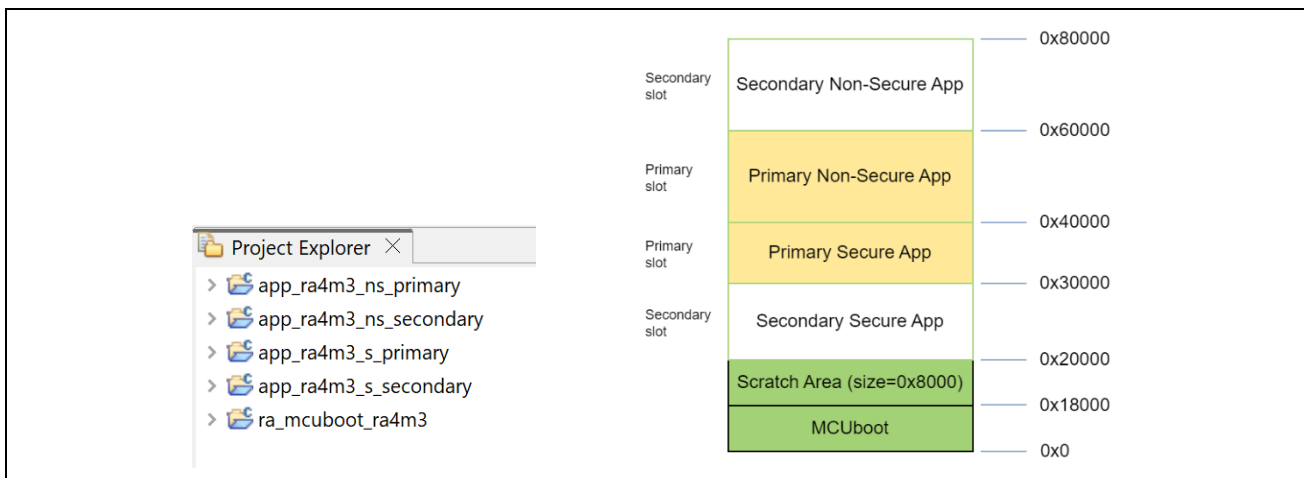 Project Explorer
app_ra4m3_ns_primary
app_ra4m3_ns_secondary
app_ra4m3_s_primary
app_ra4m3_s_secondary
ra_mcuboot_ra4m3
0x80000
Secondary
slot
Secondary Non-Secure App
0x60000
Primary
slot
Primary Non-Secure App
0x40000
Primary
slot
Primary Secure App
0x30000
Secondary
slot
Secondary Secure App
0x20000
Scratch Area (size=0x8000)
0x18000
MCUboot
0x0